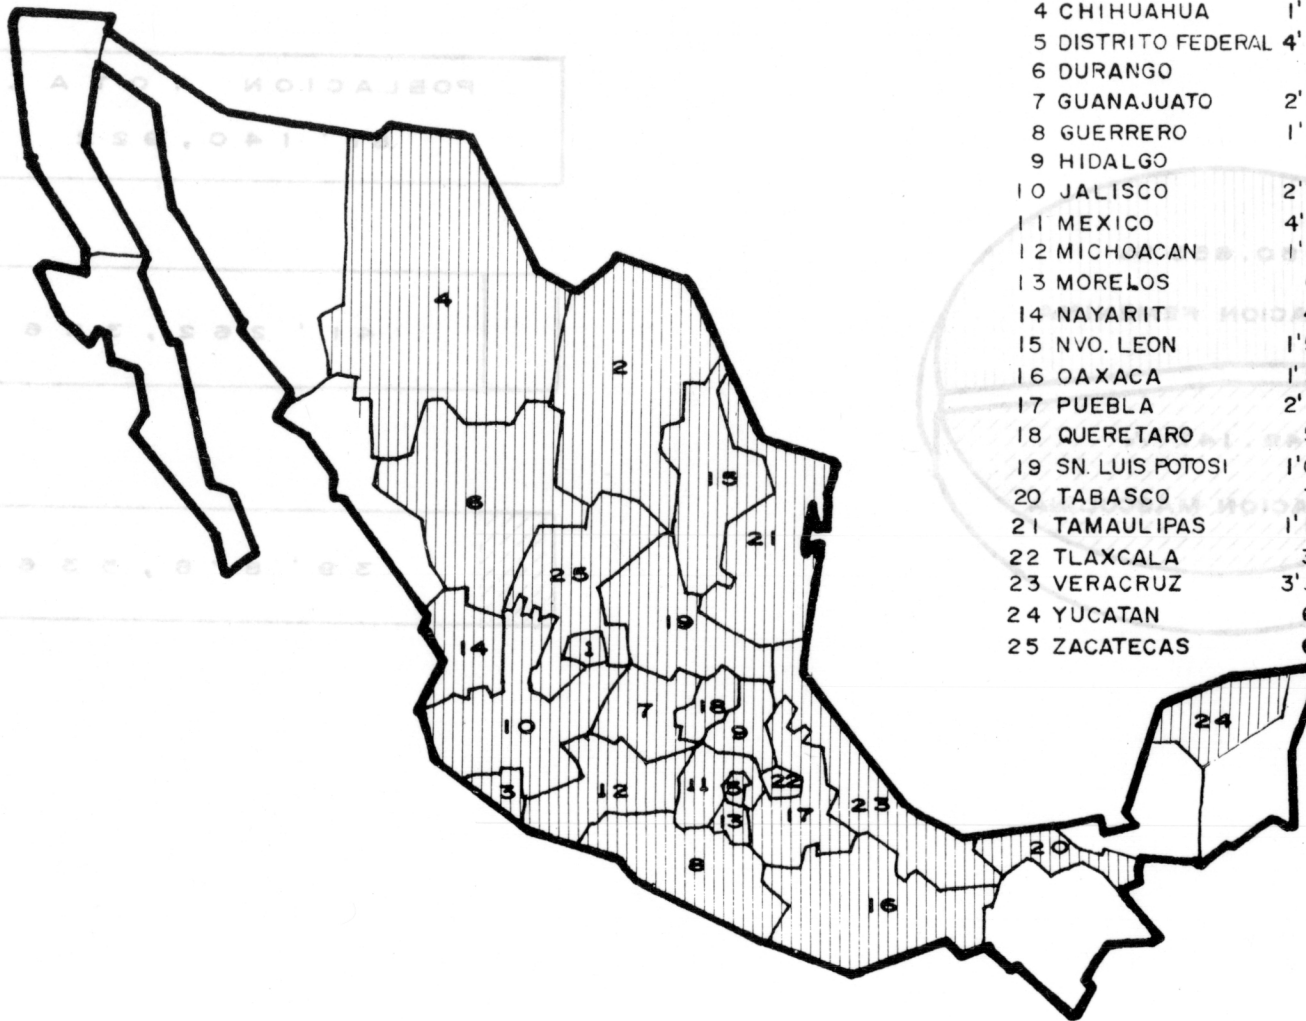 4 CHIHUAHUA 1'
5 DISTRITO FEDERAL 4'
6 DURANGO
7 GUANAJUATO 2'
8 GUERRERO 1'
9 HIDALGO
10 JALISCO 2'
11 MEXICO 4'
12 MICHOACAN 1'
13 MORELOS
14 NAYARIT
15 NVO. LEON 1'
16 OAXACA 1'
17 PUEBLA 2'
18 QUERETARO
19 SN. LUIS POTOSI 1'
20 TABASCO
21 TAMAULIPAS 1'
22 TLAXCALA
23 VERACRUZ 3'
24 YUCATAN
25 ZACATECAS
4
2
15
6
21
25
19
14
1
24
7
18
10
9
3
12
11
5
22
13
17
23
8
20
16